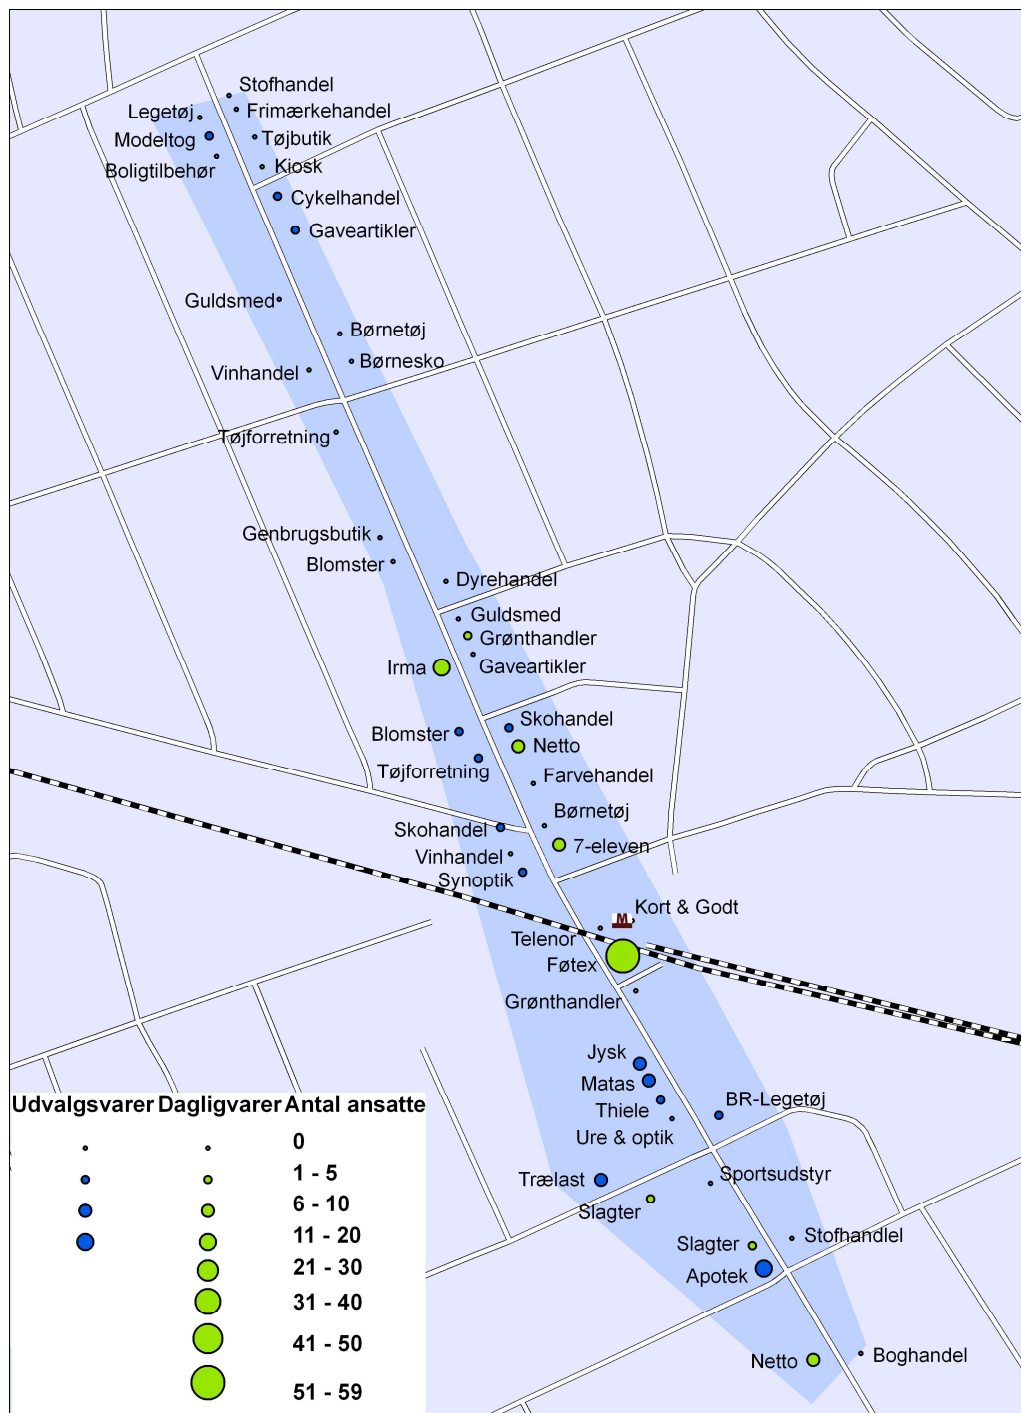 Stofhandel
Legetøj
Frimærkehandel
Modeltog
Tøjbutik
Boligtilbehør
Kiosk
Cykelhandel
Gaveartikler
Guldsmed
Børnetøj
Børnesko
Vinhandel
Tøjforretning
Genbrugsbutik
Blomster
Dyrehandel
Guldsmed
Grønthandler
Irma
Gaveartikler
Skohandel
Blomster
Netto
Tøjforretning
Farvehandel
Børnetøj
Skohandel
7-eleven
Vinhandel
Synoptik
Kort & Godt
M
Telenor
Føtex
Grønthandler
Jysk
Matas
BR-Legetøj
Thiele
Ure & optik
Trælast
Sportsudstyr
Slagter
Stofhandlel
Slagter
Apotek
Netto
Boghandel
Udvalgsvarer Dagligvarer Antal ansatte
0
1 - 5
6 - 10
11 - 20
21 - 30
31 - 40
41 - 50
51 - 59